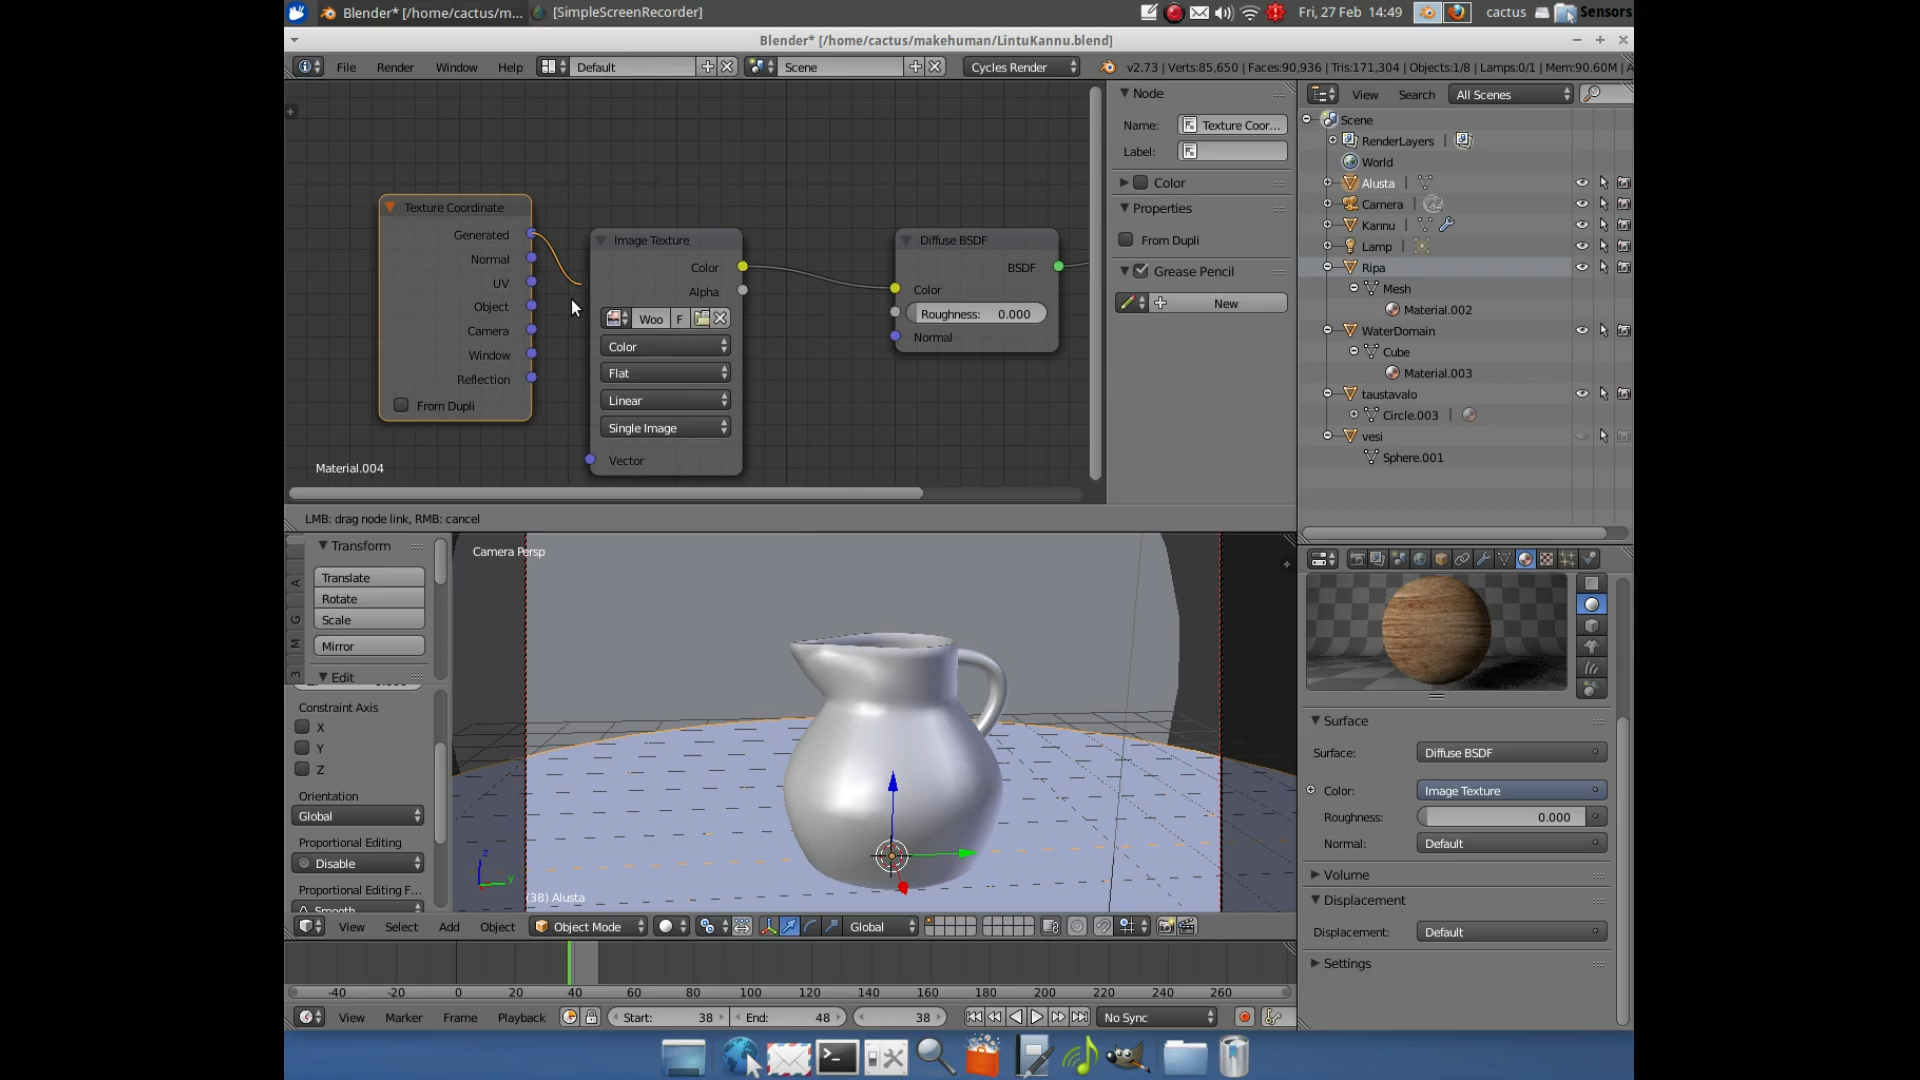 Blender* [/home/cactus/m... [SimpleScreenRecorder] Fri, 27 Feb 14:49 cactus Sensors
Blender* [/home/cactus/makehuman/LintuKannu.blend]
File Render Window Help Default Scene Cycles Render v2.73 | Verts:85,650 | Faces:90,936 | Tris:171,304 | Objects:1/8 | Lamps:0/1 | Mem:90.60M | A
Texture Coordinate
Generated
Normal
UV
Object
Camera
Window
Reflection
From Dupli
Image Texture
Color
Alpha
Woo F
Color
Flat
Linear
Single Image
Vector
Diffuse BSDF
BSDF
Color
Roughness: 0.000
Normal
Material.004
Node
Name: Texture Coor...
Label:
Color
Properties
From Dupli
Grease Pencil
New
View Search All Scenes
Scene
RenderLayers
World
Alusta
Camera
Kannu
Lamp
Ripa
Mesh
Material.002
WaterDomain
Cube
Material.003
taustavalo
Circle.003
vesi
Sphere.001
LMB: drag node link, RMB: cancel
Transform
Translate
Rotate
Scale
Mirror
Edit
Constraint Axis
X
Y
Z
Orientation
Global
Proportional Editing
Disable
Proportional Editing F...
Smooth
A
G
M
3
Camera Persp
z
y
(38) Alusta
View Select Add Object Object Mode Global
-40 -20 0 20 40 60 80 100 120 140 160 180 200 220 240 260
View Marker Frame Playback Start: 38 End: 48 38 No Sync
Surface
Surface: Diffuse BSDF
Color: Image Texture
Roughness: 0.000
Normal: Default
Volume
Displacement
Displacement: Default
Settings